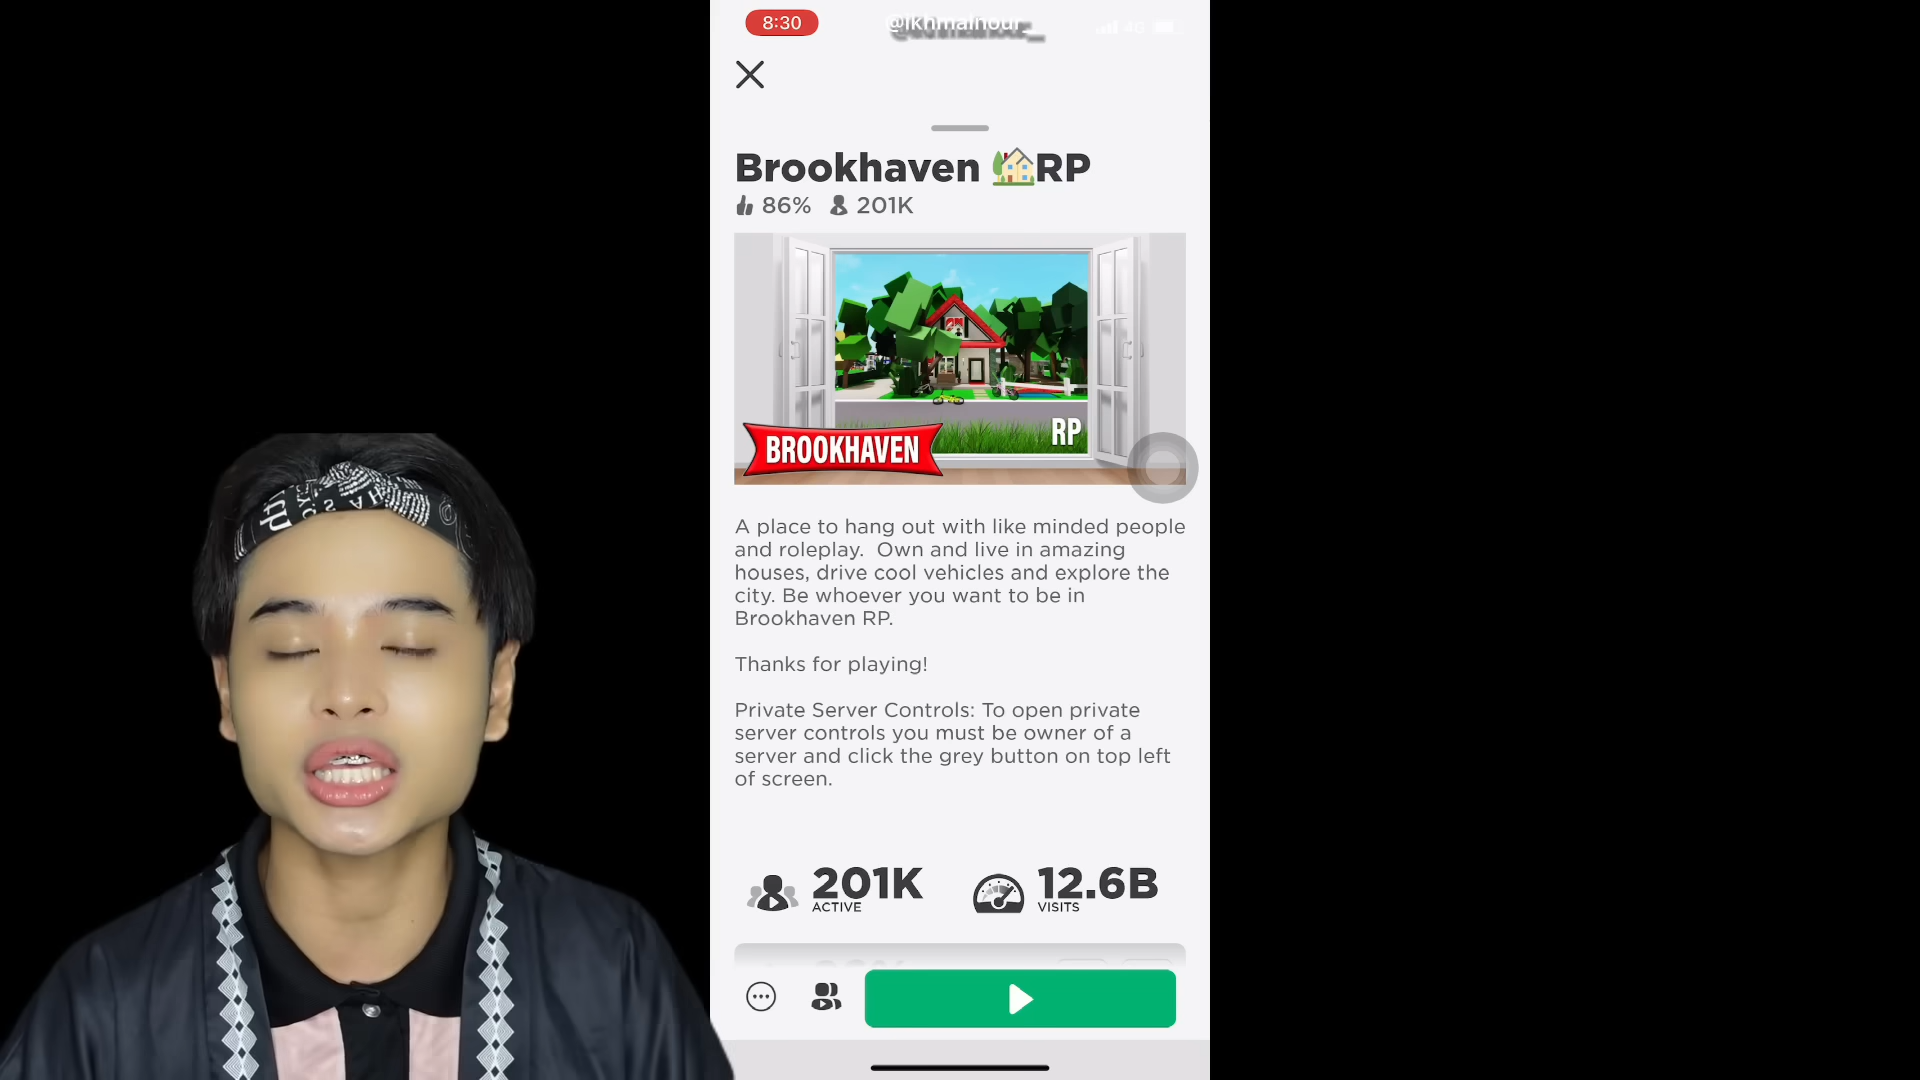 8:30
@ikhmalnour_
4G
Brookhaven 🏡RP
86% 201K
BROOKHAVEN
RP
A place to hang out with like minded people
and roleplay.  Own and live in amazing
houses, drive cool vehicles and explore the
city. Be whoever you want to be in
Brookhaven RP.
Thanks for playing!
Private Server Controls: To open private
server controls you must be owner of a
server and click the grey button on top left
of screen.
201K
ACTIVE
12.6B
VISITS